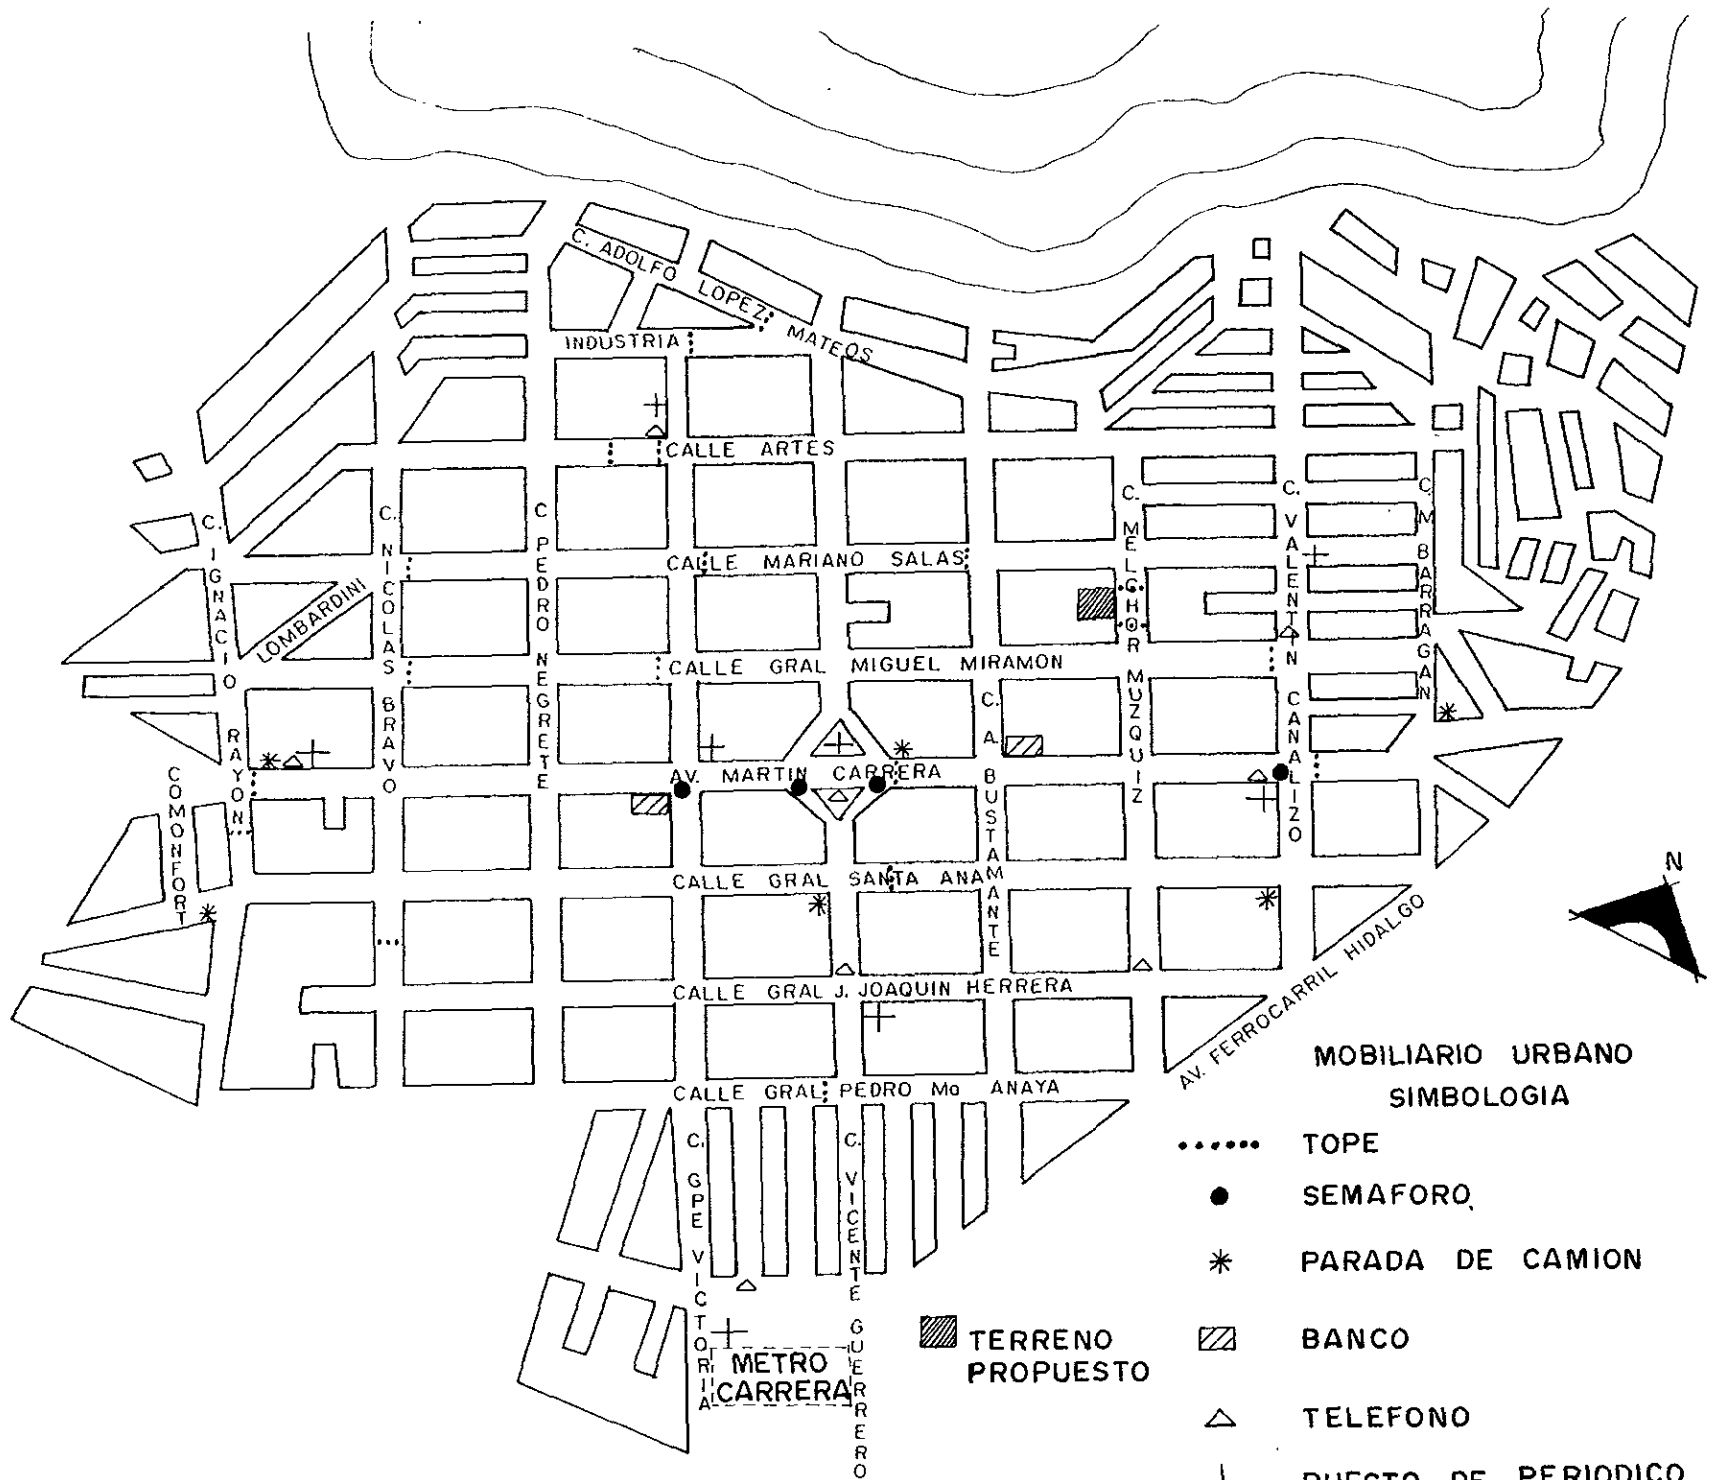 C. ADOLFO LOPEZ MATEOS
INDUSTRIA
CALLE ARTES
C. IGNACIO RAYON
C. NICOLAS BRAVO
C PEDRO NEGRETE
C. MELCHOR MUZQUIZ
C. VALENTIN CANALIZO
C. M BARRAGAN
CALLE MARIANO SALAS
LOMBARDINI
CALLE GRAL MIGUEL MIRAMON
C. A. BUSTAMANTE
COMONFORT
AV. MARTIN CARRERA
CALLE GRAL SANTA ANA
N
AV. FERROCARRIL HIDALGO
CALLE GRAL J. JOAQUIN HERRERA
CALLE GRAL PEDRO Mo ANAYA
C. GPE VICTORIA
C. VICENTE GUERRERO
METRO
CARRERA
MOBILIARIO URBANO
SIMBOLOGIA
TOPE
SEMAFORO
PARADA DE CAMION
TERRENO
PROPUESTO
BANCO
TELEFONO
PUESTO DE PERIODICO